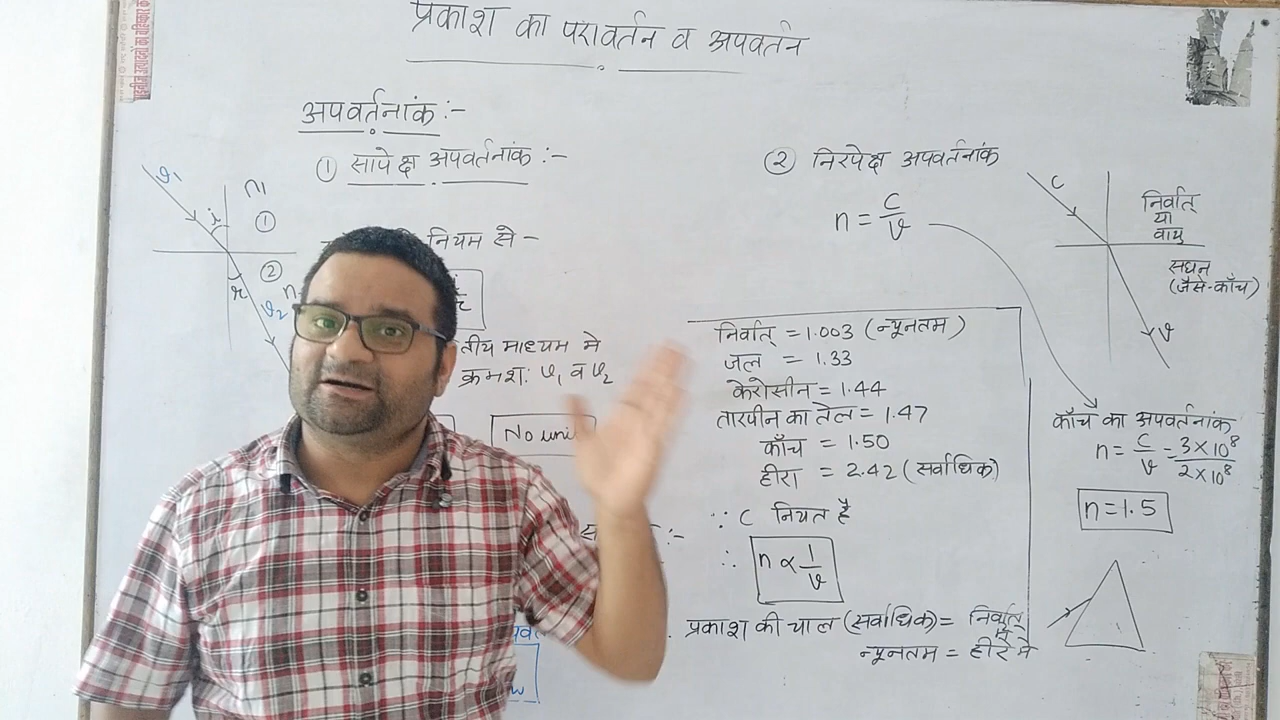 प्रकाश का परावर्तन व अपवर्तन
अपवर्तनांक :-
① सापेक्ष अपवर्तनांक :-
नियम से -
तीय माध्यम मे
क्रमश: v₁ व v₂
No unit
v₁
n₁
i
①
②
r
v₂
② निरपेक्ष अपवर्तनांक
n = c/v
c
निर्वात्
या
वायु
सघन
(जैसे-काँच)
v
निर्वात् = 1.003 (न्यूनतम)
जल = 1.33
केरोसीन = 1.44
तारपीन का तेल = 1.47
काँच = 1.50
हीरा = 2.42 (सर्वाधिक)
∵ c नियत है
∴ n ∝ 1/v
प्रकाश की चाल (सर्वाधिक) = निर्वात् में
न्यूनतम = हीरे मे
काँच का अपवर्तनांक
n = c/v = 3×10⁸/2×10⁸
n = 1.5